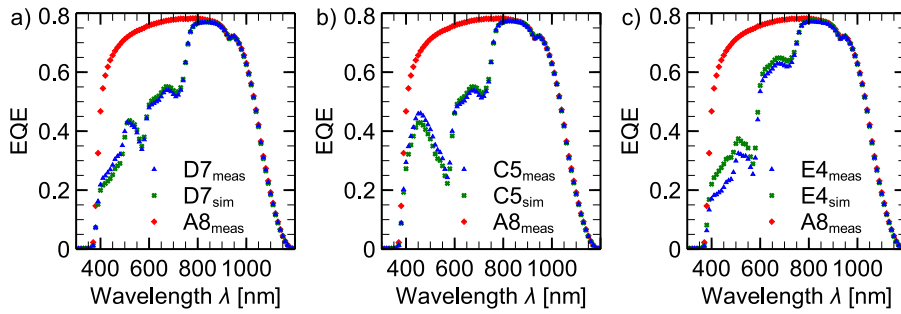 a)
EQE
0.8
0.6
0.4
0.2
0
D7meas
D7sim
A8meas
400 600 800 1000
Wavelength λ [nm]
b)
EQE
0.8
0.6
0.4
0.2
0
C5meas
C5sim
A8meas
400 600 800 1000
Wavelength λ [nm]
c)
EQE
0.8
0.6
0.4
0.2
0
E4meas
E4sim
A8meas
400 600 800 1000
Wavelength λ [nm]